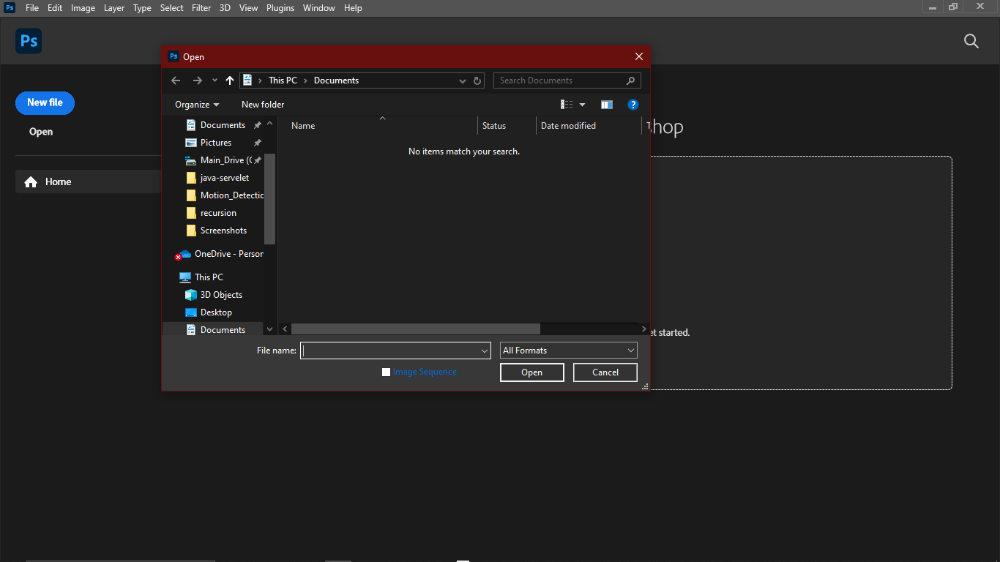 Ps File Edit Image Layer Type Select Filter 3D View Plugins Window Help
Ps
Ps Open
This PC Documents
Search Documents
Organize New folder
?
New file
Open
Home
Documents
Pictures
Main_Drive (C
java-servelet
Motion_Detectic
recursion
Screenshots
OneDrive - Person
This PC
3D Objects
Desktop
Documents
Name Status Date modified T
No items match your search.
hop
et started.
File name: All Formats
Image Sequence Open Cancel